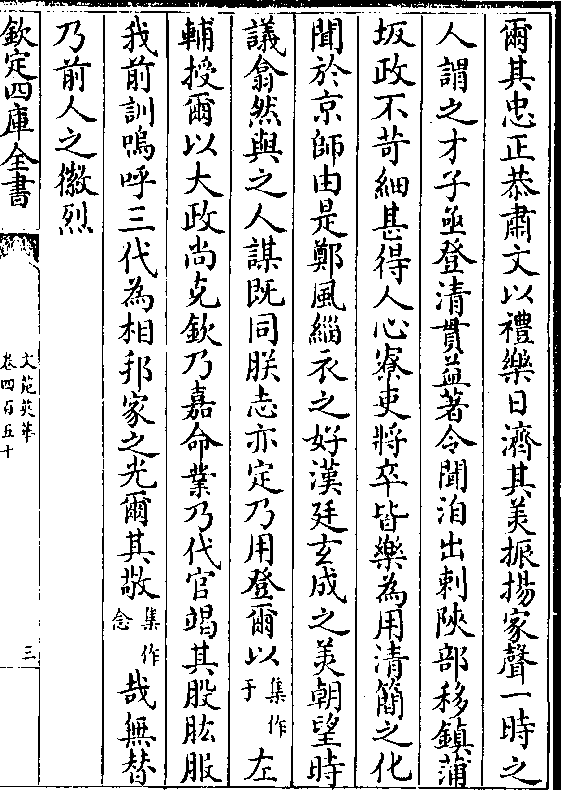 爾其忠正恭肅文以禮樂日濟其美振揚家聲一時之
人謂之才子亟登清貫益著令聞洎出刺陜部移鎮蒲
坂政不苛細甚得人心寮吏將卒皆樂為用清簡之化
聞於京師由是鄭風緇衣之好漢廷玄成之美朝望時
議翕然與之人謀既同朕志亦定乃用登爾以集作于左
輔授爾以大政尚克欽乃嘉命業乃代官竭其股肱服
我前訓嗚呼三代為相邦家之光爾其敬集作念哉無替
乃前人之徽烈
欽定四庫全書
文苑英華
卷四百五十
三